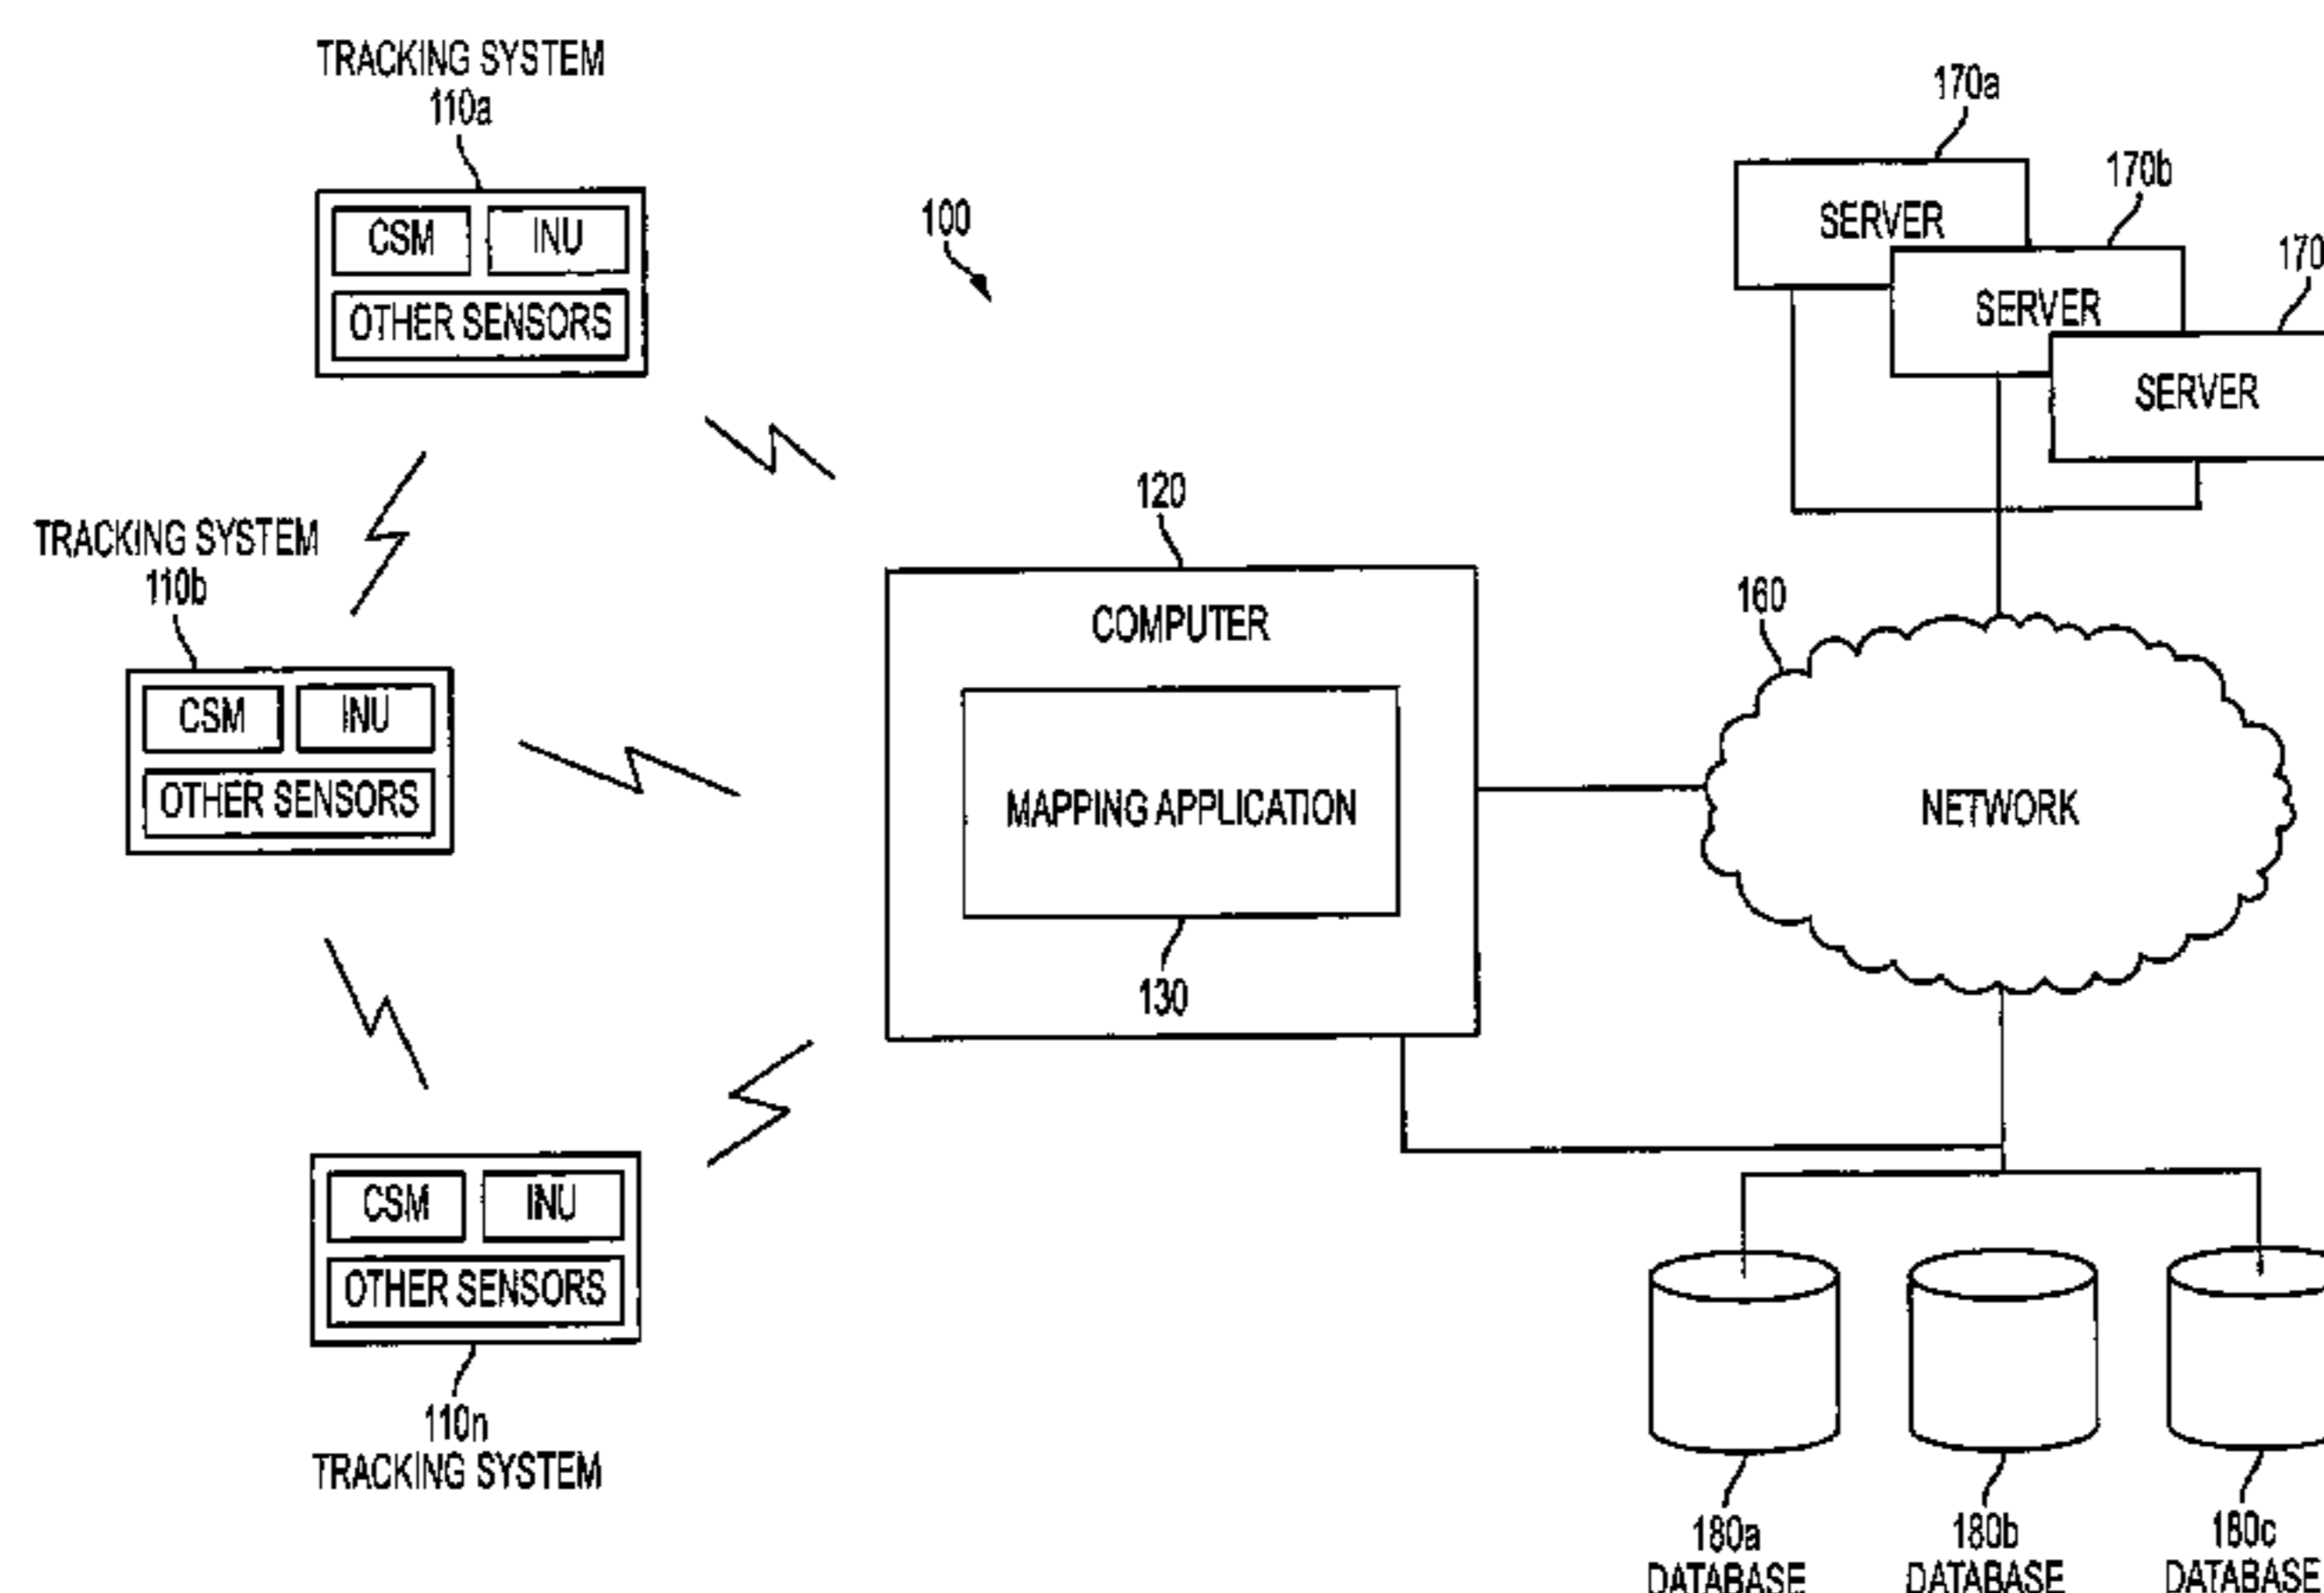 TRACKING SYSTEM
110a
CSM
INU
OTHER SENSORS
TRACKING SYSTEM
110b
CSM
INU
OTHER SENSORS
CSM
INU
OTHER SENSORS
110n
TRACKING SYSTEM
100
120
COMPUTER
MAPPING APPLICATION
130
170a
SERVER
170b
SERVER
170
SERVER
160
NETWORK
180a
DATABASE
180b
DATABASE
180c
DATABASE